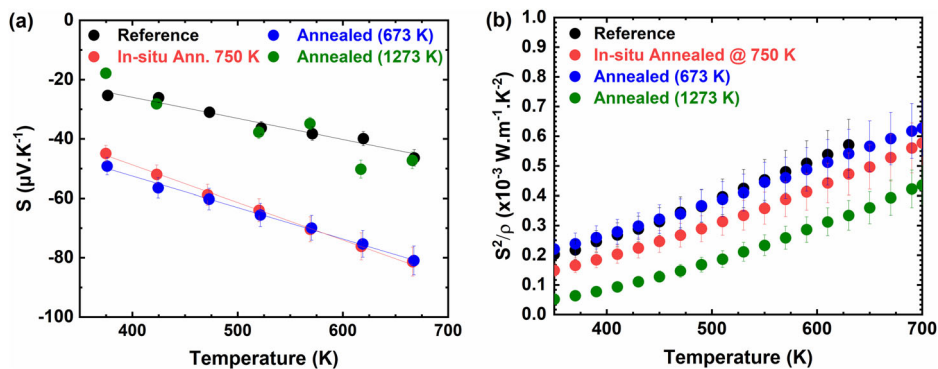 (a)
Reference
Annealed (673 K)
In-situ Ann. 750 K
Annealed (1273 K)
0
-20
-40
-60
-80
-100
S (µV.K-1)
400
450
500
550
600
650
700
Temperature (K)
(b)
Reference
In-situ Annealed @ 750 K
Annealed (673 K)
Annealed (1273 K)
1.0
0.9
0.8
0.7
0.6
0.5
0.4
0.3
0.2
0.1
0.0
S²/ρ (x10⁻³ W.m⁻¹.K⁻²)
400
500
600
700
Temperature (K)